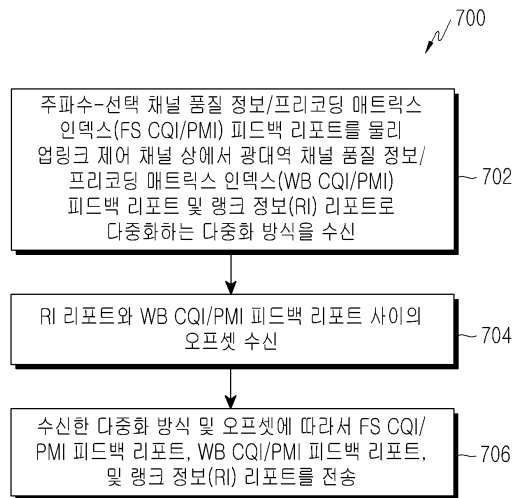 700
주파수-선택 채널 품질 정보/프리코딩 매트릭스
인덱스(FS CQI/PMI) 피드백 리포트를 물리
업링크 제어 채널 상에서 광대역 채널 품질 정보/
프리코딩 매트릭스 인덱스(WB CQI/PMI)
피드백 리포트 및 랭크 정보(RI) 리포트로
다중화하는 다중화 방식을 수신
702
RI 리포트와 WB CQI/PMI 피드백 리포트 사이의
오프셋 수신
704
수신한 다중화 방식 및 오프셋에 따라서 FS CQI/
PMI 피드백 리포트, WB CQI/PMI 피드백 리포트,
및 랭크 정보(RI) 리포트를 전송
706